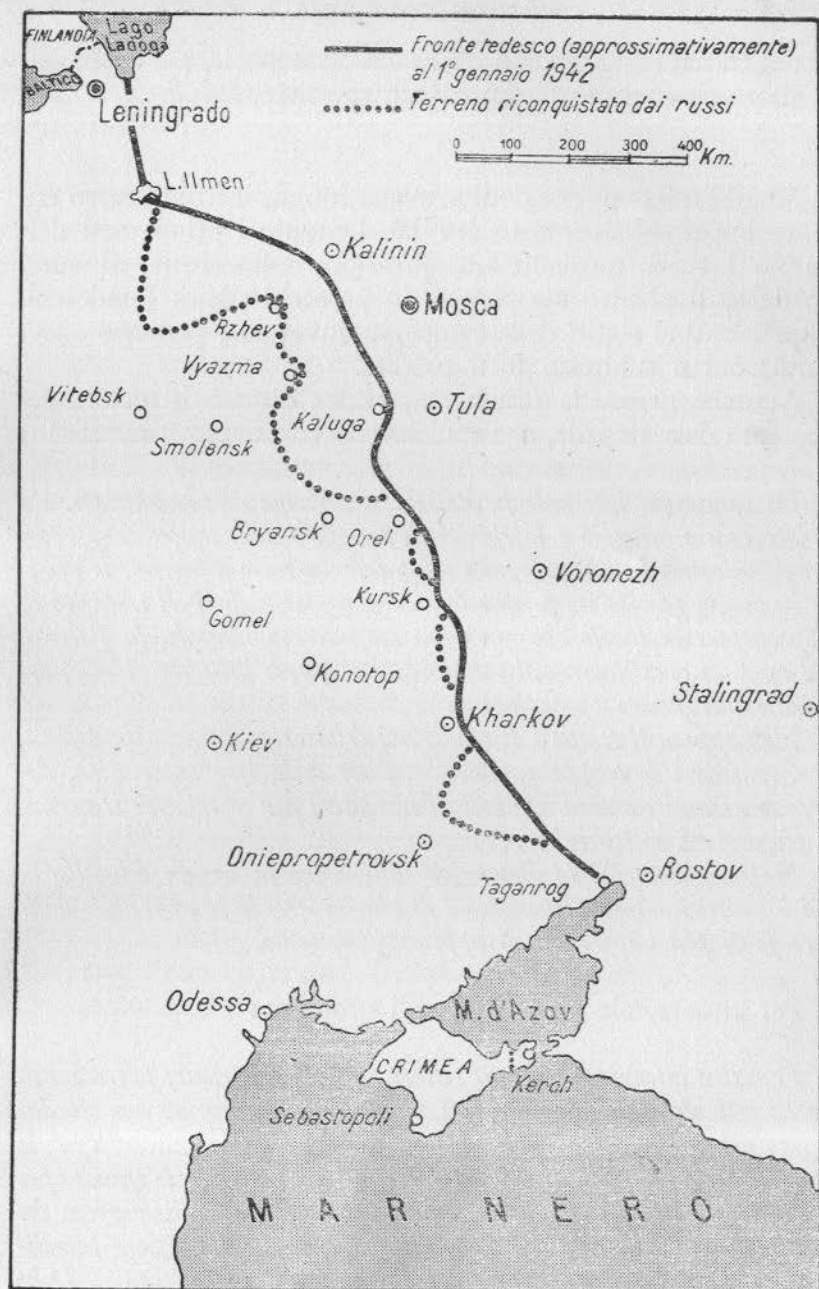 FINLANDIA
Lago
Ladoga
BALTICO
Leningrado
Fronte tedesco (approssimativamente)
al 1° gennaio 1942
Terreno riconquistato dai russi
0 100 200 300 400
Km.
L.Ilmen
Kalinin
Mosca
Rzhev
Vyazma
Vitebsk
Smolensk
Kaluga
Tula
Bryansk
Orel
Voronezh
Gomel
Kursk
Konotop
Stalingrad
Kharkov
Kiev
Dniepropetrovsk
Taganrog
Rostov
Odessa
M. d'Azov
CRIMEA
Kerch
Sebastopoli
MAR NERO